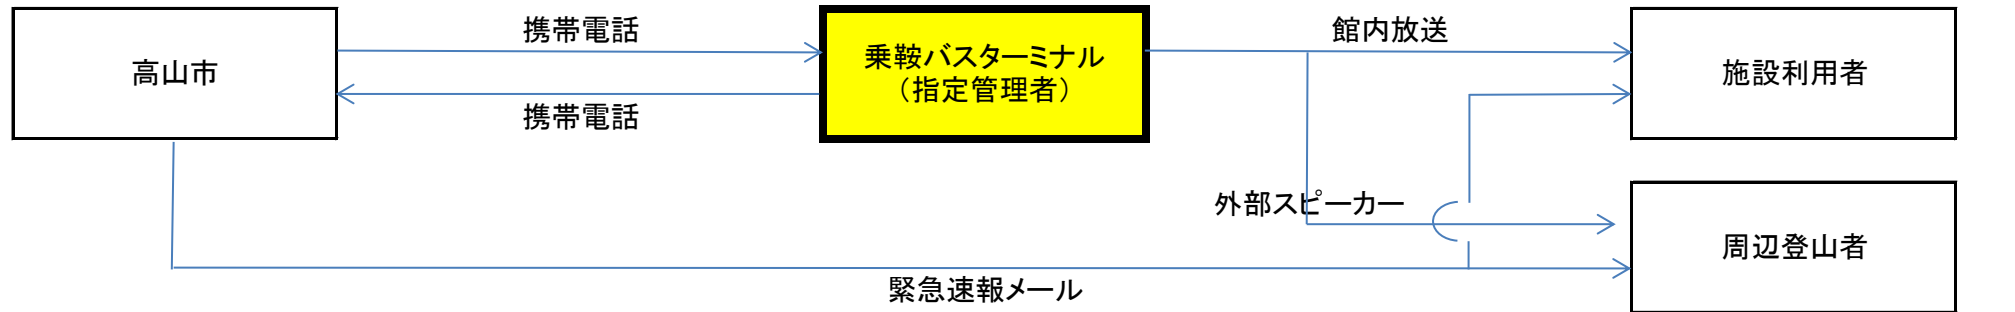 携帯電話
館内放送
高山市
乗鞍バスターミナル
（指定管理者）
施設利用者
携帯電話
外部スピーカー
周辺登山者
緊急速報メール